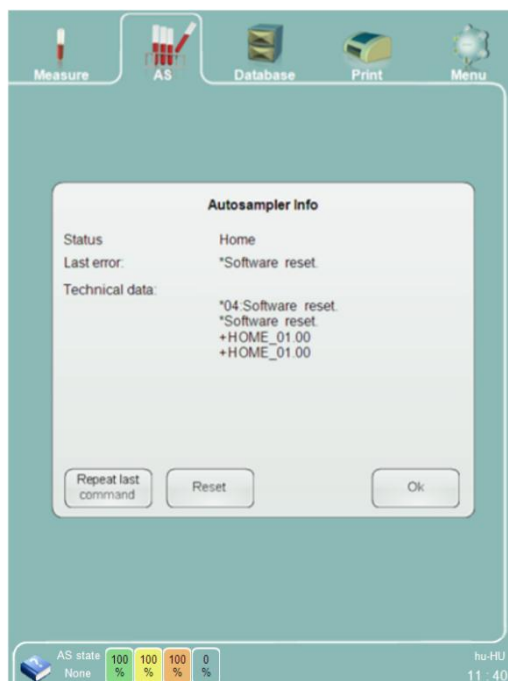 Measure
AS
Database
Print
Menu
Autosampler Info
Status Home
Last error: *Software reset.
Technical data:
*04:Software reset.
*Software reset.
+HOME_01.00
+HOME_01.00
Repeat last
command
Reset
Ok
AS state
None
100
%
100
%
100
%
0
%
hu-HU
11 : 40